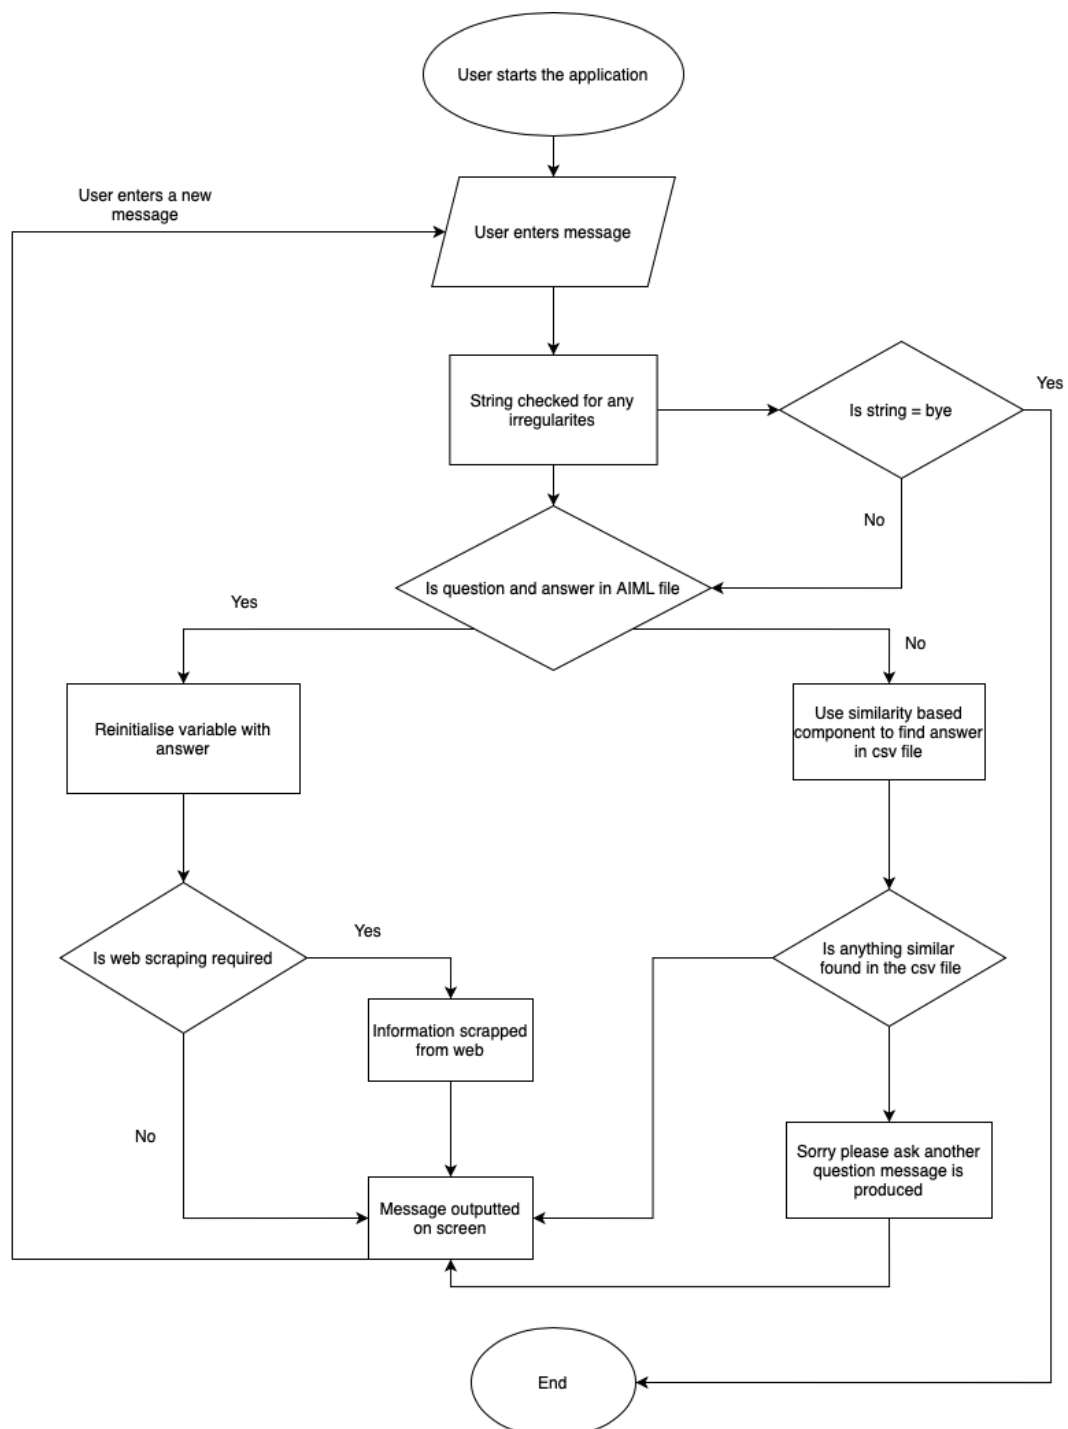 User starts the application
User enters a new
message
User enters message
Yes
String checked for any
irregularites
Is string = bye
No
Is question and answer in AIML file
Yes
No
Reinitialise variable with
answer
Use similarity based
component to find answer
in csv file
Yes
Is web scraping required
Is anything similar
found in the csv file
Information scrapped
from web
No
Sorry please ask another
question message is
produced
Message outputted
on screen
End